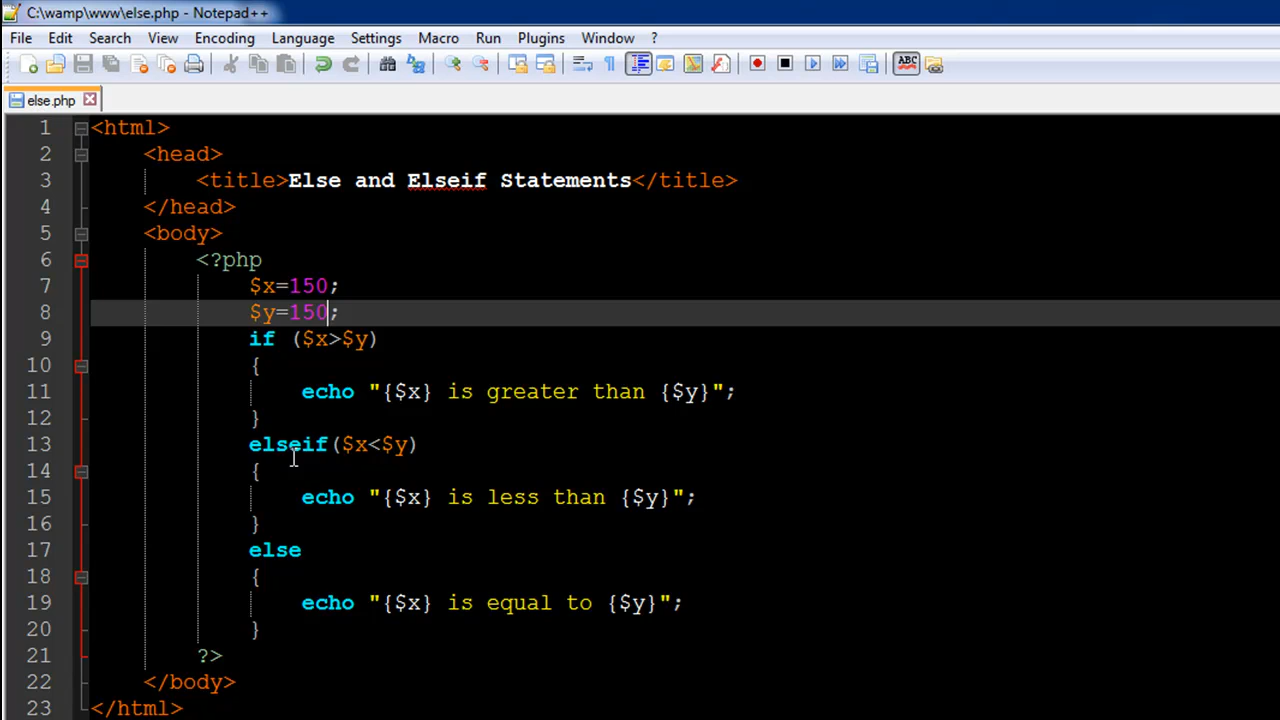 C:\wamp\www\else.php - Notepad++
File Edit Search View Encoding Language Settings Macro Run Plugins Window ?
ABC
else.php
1 <html>
2 <head>
3 <title>Else and Elseif Statements</title>
4 </head>
5 <body>
6 <?php
7 $x=150;
8 $y=150;
9 if ($x>$y)
10 {
11 echo "{$x} is greater than {$y}";
12 }
13 elseif($x<$y)
14 {
15 echo "{$x} is less than {$y}";
16 }
17 else
18 {
19 echo "{$x} is equal to {$y}";
20 }
21 ?>
22 </body>
23 </html>